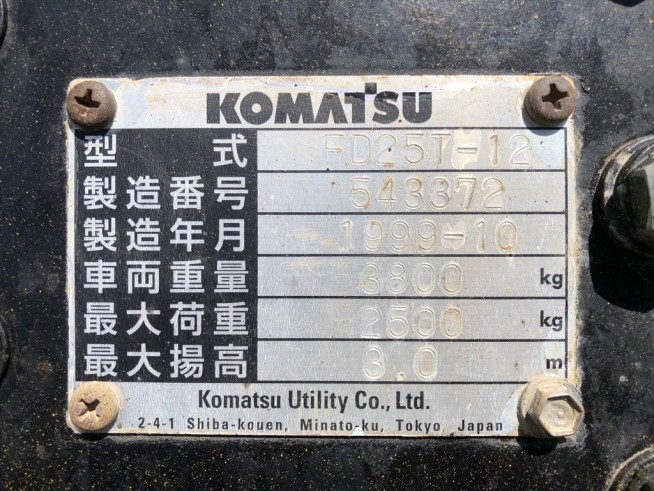 KOMATSU
型式 FD25T-12
製造番号 543372
製造年月 1999-10
車両重量 3800 kg
最大荷重 2500 kg
最大揚高 3.0 m
Komatsu Utility Co., Ltd.
2-4-1 Shiba-kouen, Minato-ku, Tokyo, Japan